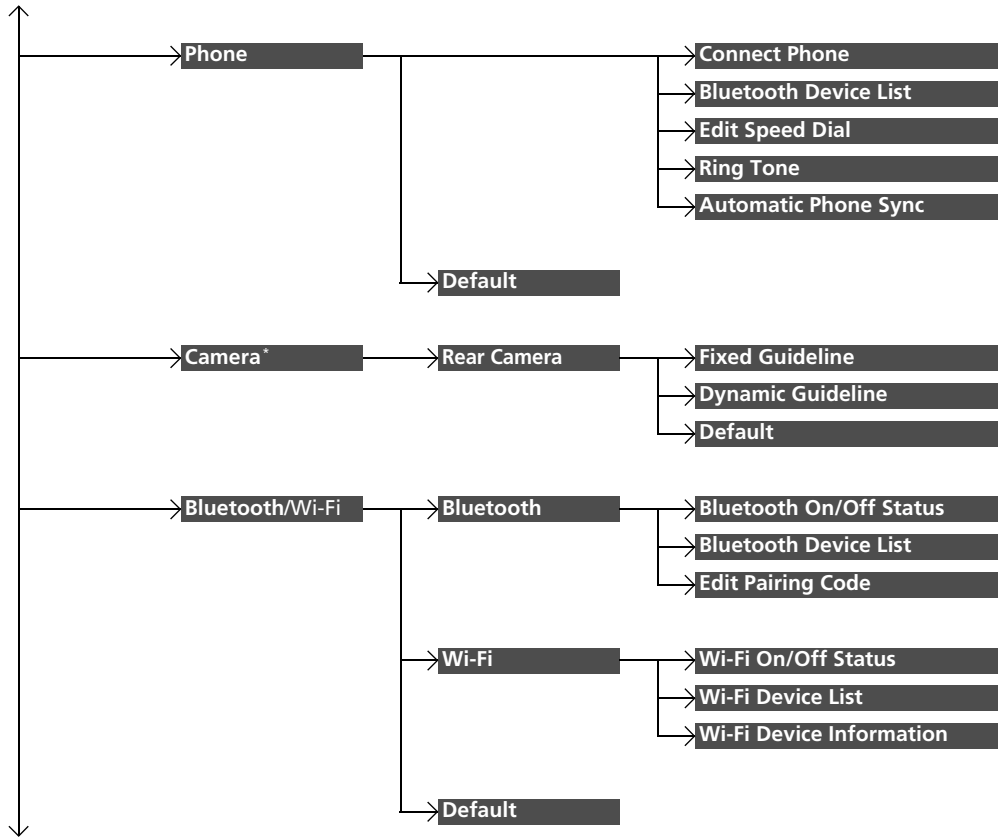 Phone
Connect Phone
Bluetooth Device List
Edit Speed Dial
Ring Tone
Automatic Phone Sync
Default
Camera*
Rear Camera
Fixed Guideline
Dynamic Guideline
Default
Bluetooth/Wi-Fi
Bluetooth
Bluetooth On/Off Status
Bluetooth Device List
Edit Pairing Code
Wi-Fi
Wi-Fi On/Off Status
Wi-Fi Device List
Wi-Fi Device Information
Default